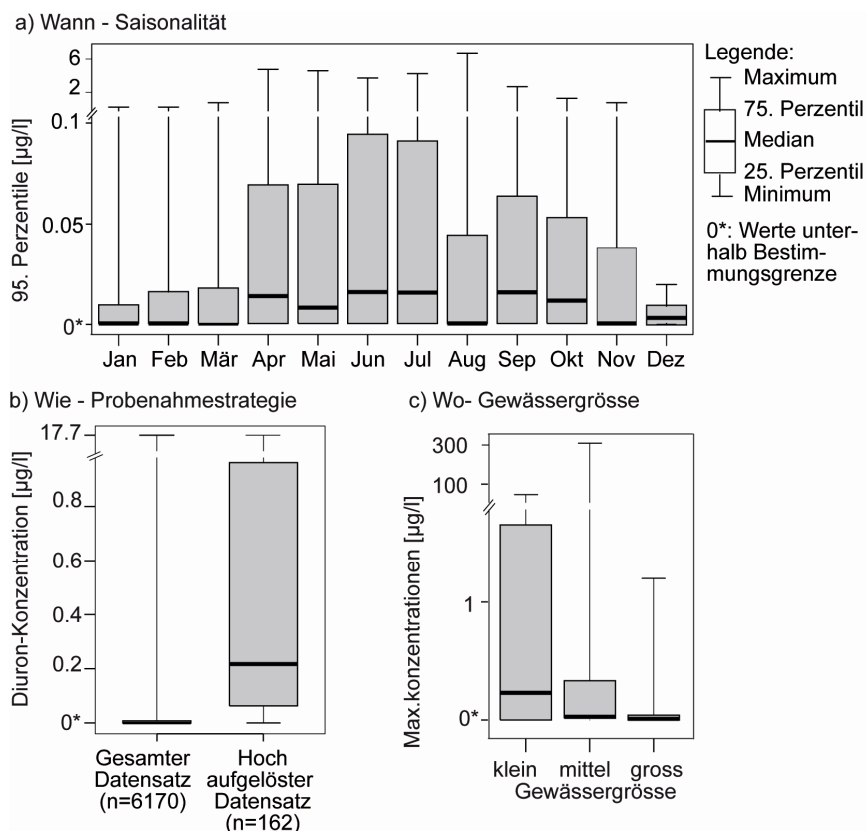 a) Wann - Saisonalität
95. Perzentile [µg/l]
6
2
0.1
0.05
0*
Jan Feb Mär Apr Mai Jun Jul Aug Sep Okt Nov Dez
Legende:
Maximum
75. Perzentil
Median
25. Perzentil
Minimum
0*: Werte unter-
halb Bestim-
mungsgrenze
b) Wie - Probenahmestrategie
Diuron-Konzentration [µg/l]
17.7
0.8
0.6
0.4
0.2
0*
Gesamter
Datensatz
(n=6170)
Hoch
aufgelöster
Datensatz
(n=162)
c) Wo- Gewässergrösse
Max.konzentrationen [µg/l]
300
100
1
0*
klein mittel gross
Gewässergrösse